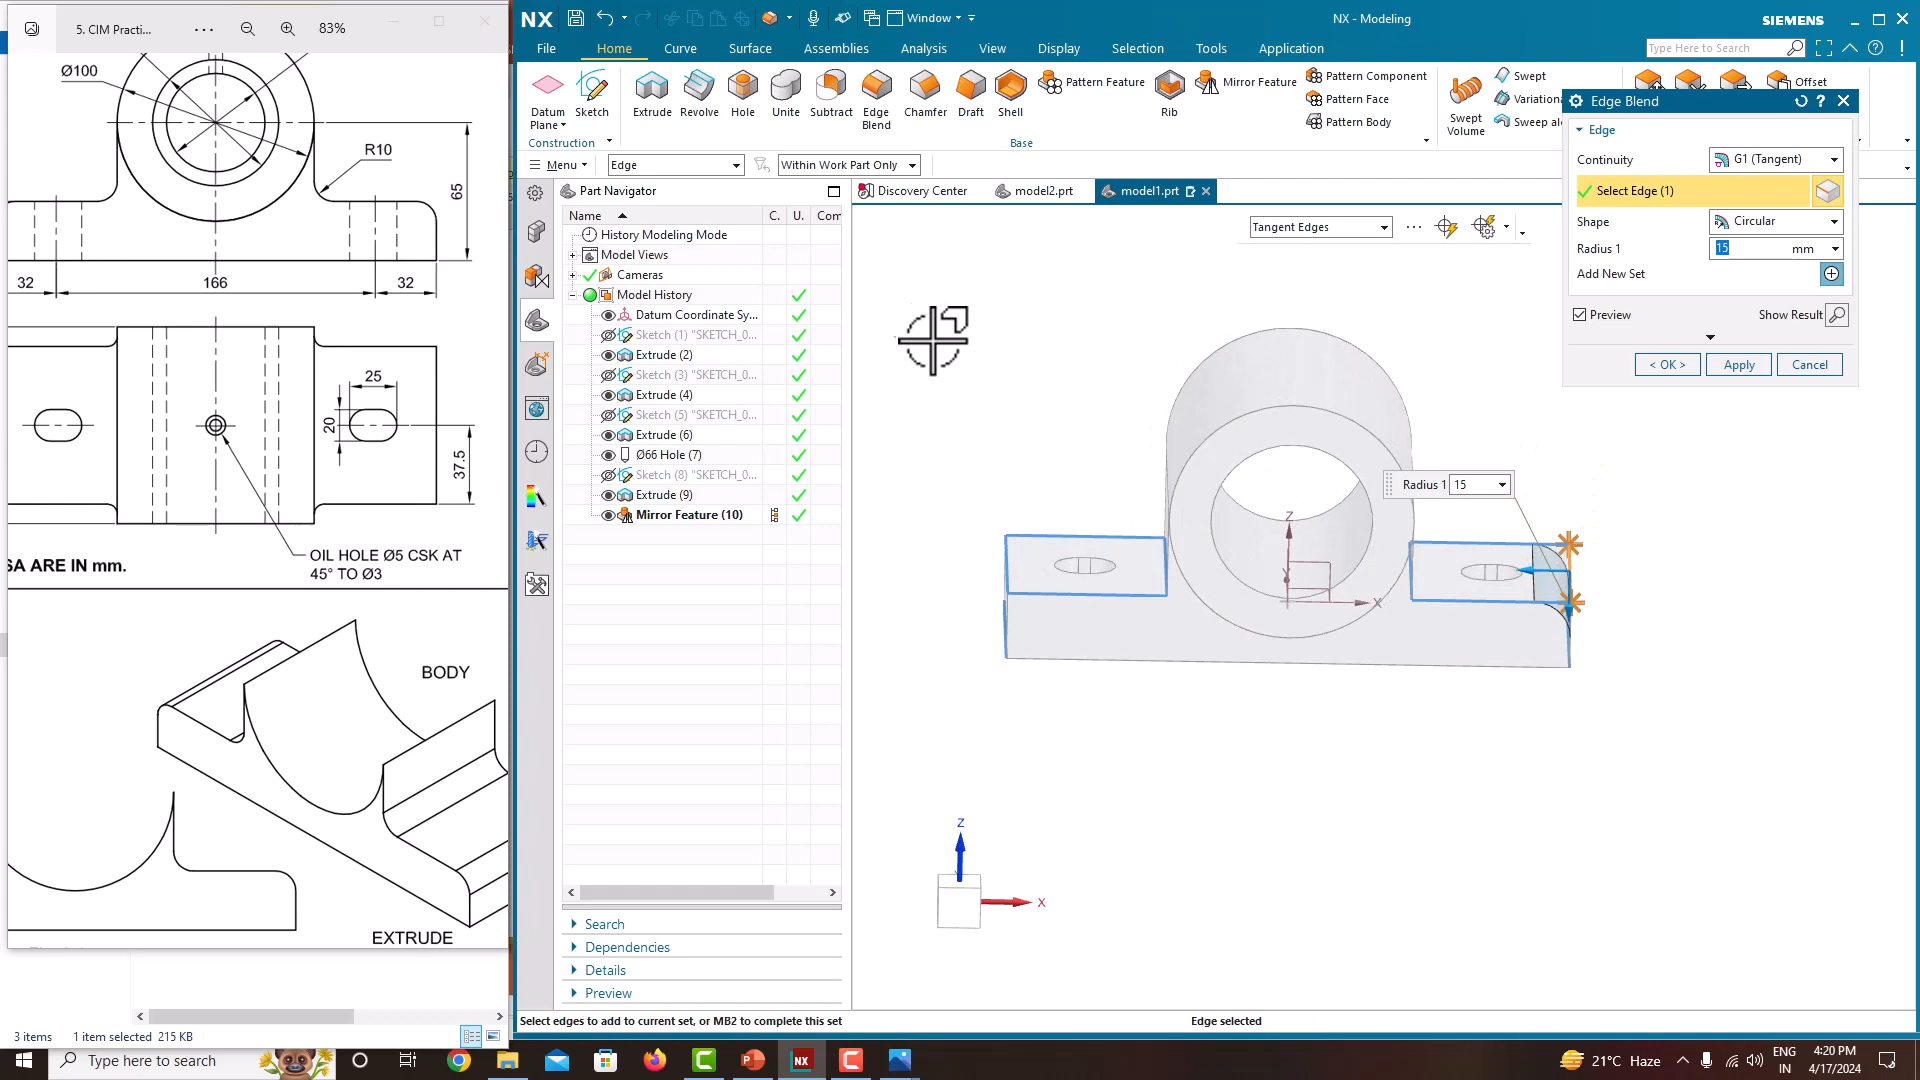 5. CIM Practi...
83%
Ø100
R10
65
32
166
32
25
20
37.5
OIL HOLE Ø5 CSK AT
45° TO Ø3
SA ARE IN mm.
BODY
EXTRUDE
3 items
1 item selected 215 KB
NX
Window
NX - Modeling
SIEMENS
File
Home
Curve
Surface
Assemblies
Analysis
View
Display
Selection
Tools
Application
Type Here to Search
Datum Plane
Sketch
Extrude
Revolve
Hole
Unite
Subtract
Edge Blend
Chamfer
Draft
Shell
Pattern Feature
Rib
Mirror Feature
Pattern Component
Pattern Face
Pattern Body
Swept Volume
Swept
Variationa
Sweep al
Offset
Construction
Base
Menu
Edge
Within Work Part Only
Part Navigator
Discovery Center
model2.prt
model1.prt
Name
C.
U.
Com
History Modeling Mode
Model Views
Cameras
Model History
Datum Coordinate Sy...
Sketch (1) "SKETCH_0...
Extrude (2)
Sketch (3) "SKETCH_0...
Extrude (4)
Sketch (5) "SKETCH_0...
Extrude (6)
Ø66 Hole (7)
Sketch (8) "SKETCH_0...
Extrude (9)
Mirror Feature (10)
Search
Dependencies
Details
Preview
Tangent Edges
Radius 1
15
Z
Y
X
Z
X
Edge Blend
Edge
Continuity
G1 (Tangent)
Select Edge (1)
Shape
Circular
Radius 1
15
mm
Add New Set
Preview
Show Result
< OK >
Apply
Cancel
Select edges to add to current set, or MB2 to complete this set
Edge selected
Type here to search
NX
21°C Haze
ENG
IN
4:20 PM
4/17/2024